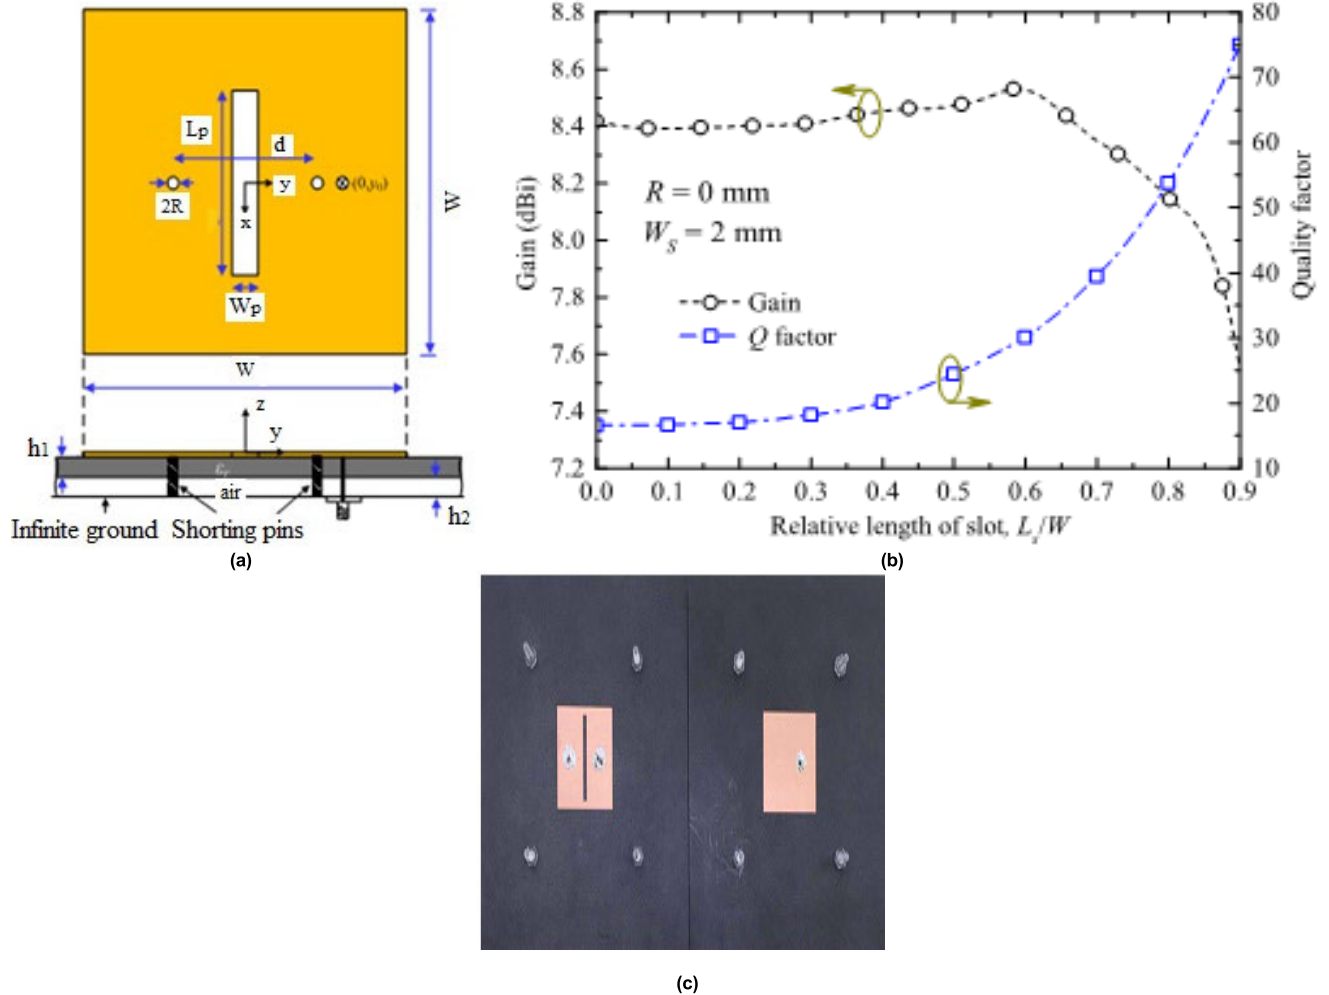 Lp
d
y
(0,y₀)
2R
x
Wp
W
W
z
y
h1
εr
air
h2
Infinite ground Shorting pins
(a)
8.8
8.6
8.4
8.2
8.0
7.8
7.6
7.4
7.2
Gain (dBi)
R = 0 mm
W_S = 2 mm
Gain
Q factor
80
70
60
50
40
30
20
10
Quality factor
0.0 0.1 0.2 0.3 0.4 0.5 0.6 0.7 0.8 0.9
Relative length of slot, L_s/W
(b)
(c)